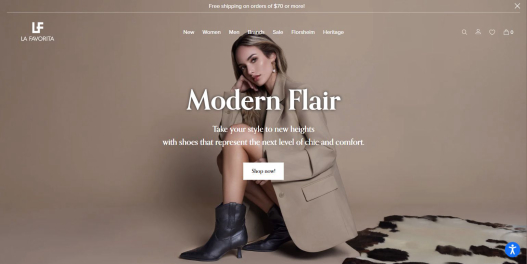 Free shipping on orders of $70 or more!
LF
LA FAVORITA
New Women Men Brands Sale Florsheim Heritage
0
Modern Flair
Take your style to new heights
with shoes that represent the next level of chic and comfort.
Shop now!